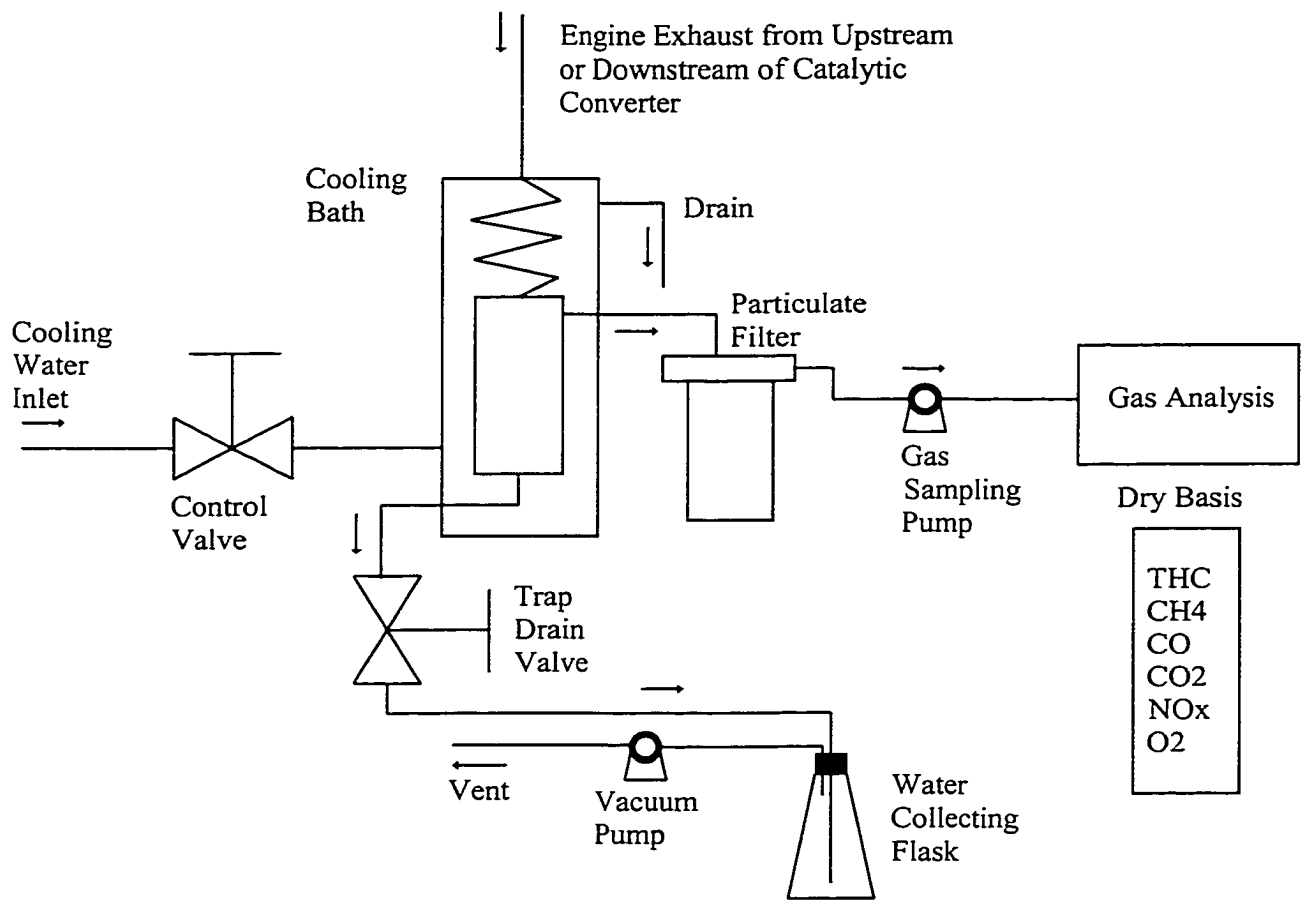 Engine Exhaust from Upstream
or Downstream of Catalytic
Converter
Cooling
Bath
Drain
Particulate
Filter
Cooling
Water
Inlet
Gas Analysis
Control
Valve
Gas
Sampling
Pump
Dry Basis
THC
CH4
CO
CO2
NOx
O2
Trap
Drain
Valve
Vent
Vacuum
Pump
Water
Collecting
Flask